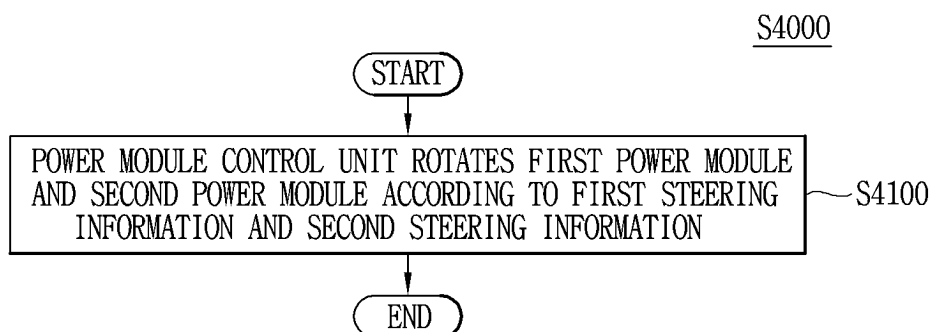 S4000
START
POWER MODULE CONTROL UNIT ROTATES FIRST POWER MODULE
AND SECOND POWER MODULE ACCORDING TO FIRST STEERING
INFORMATION AND SECOND STEERING INFORMATION
S4100
END